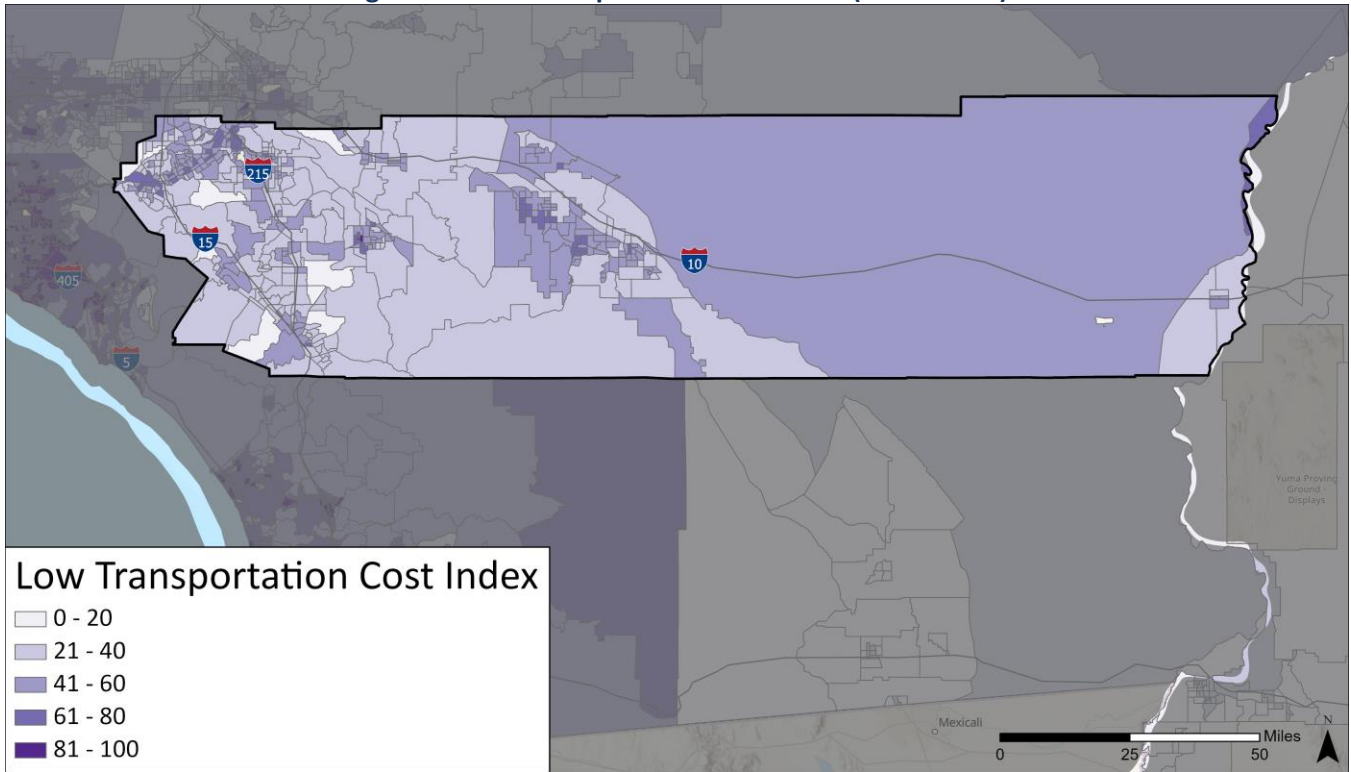 215
15
10
405
5
Yuma Proving
Ground -
Displays
Low Transportation Cost Index
0 - 20
21 - 40
41 - 60
61 - 80
81 - 100
Mexicali
N
Miles
0 25 50